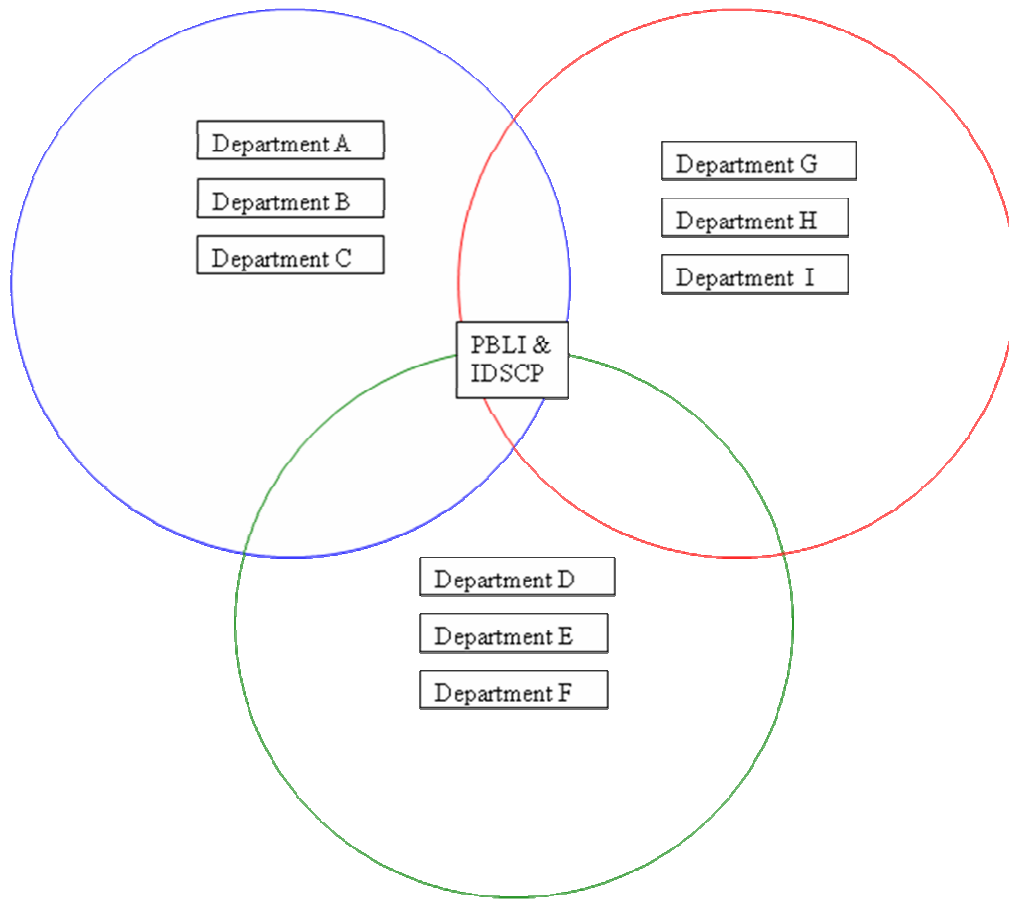 Department A
Department B
Department C
Department G
Department H
Department I
PBLI &
IDSCP
Department D
Department E
Department F